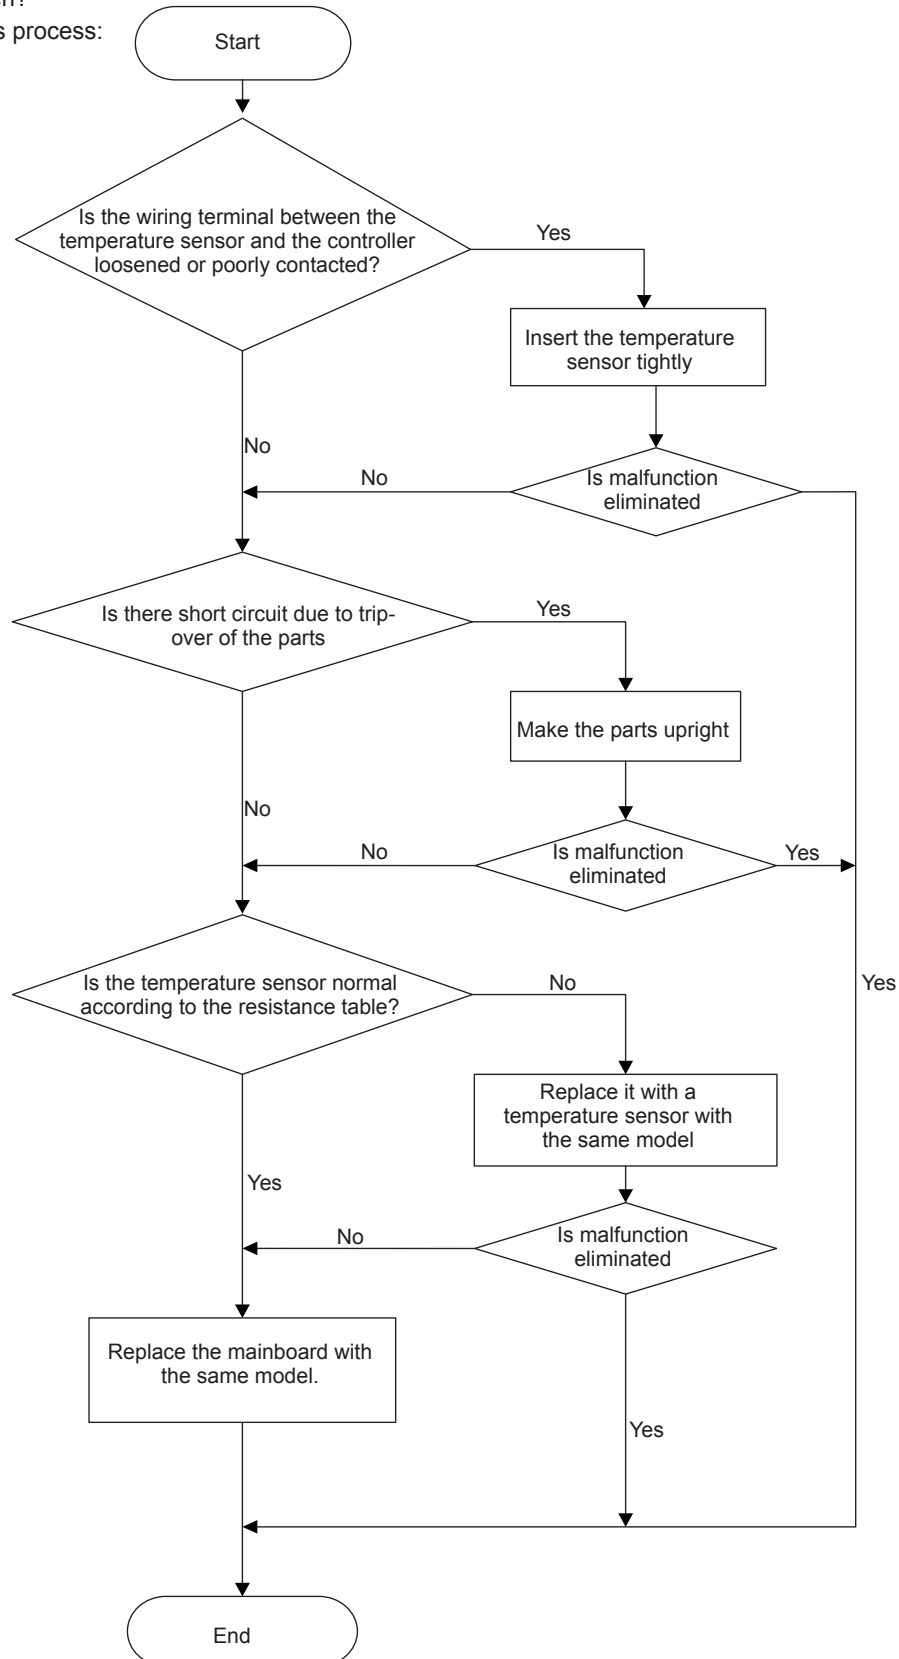 s process:
Start
Is the wiring terminal between the
temperature sensor and the controller
loosened or poorly contacted?
Yes
Insert the temperature
sensor tightly
No
No
Is malfunction
eliminated
Is there short circuit due to trip-
over of the parts
Yes
Make the parts upright
No
No
Is malfunction
eliminated
Yes
Is the temperature sensor normal
according to the resistance table?
No
Yes
Replace it with a
temperature sensor with
the same model
Yes
No
Is malfunction
eliminated
Replace the mainboard with
the same model.
Yes
End